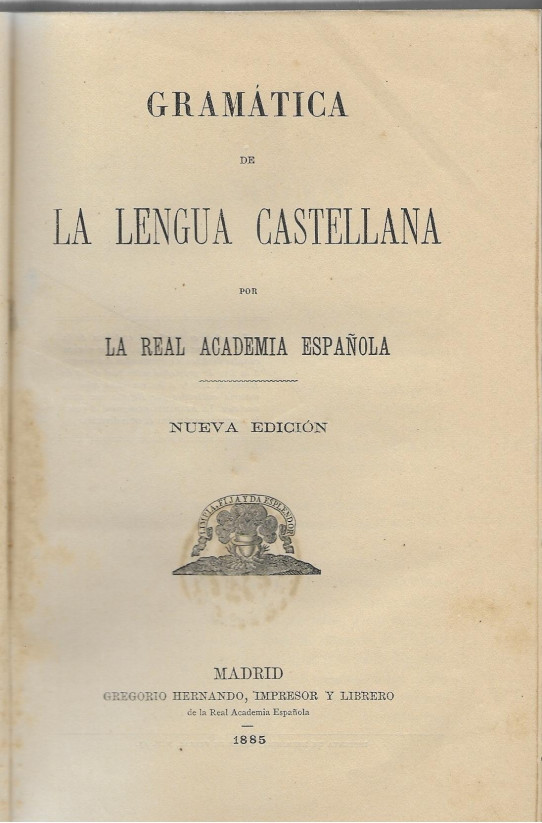 GRAMÁTICA
DE
LA LENGUA CASTELLANA
POR
LA REAL ACADEMIA ESPAÑOLA
NUEVA EDICIÓN
LIMPIA, FIJA Y DA ESPLENDOR
MADRID
GREGORIO HERNANDO, IMPRESOR Y LIBRERO
de la Real Academia Española
1885